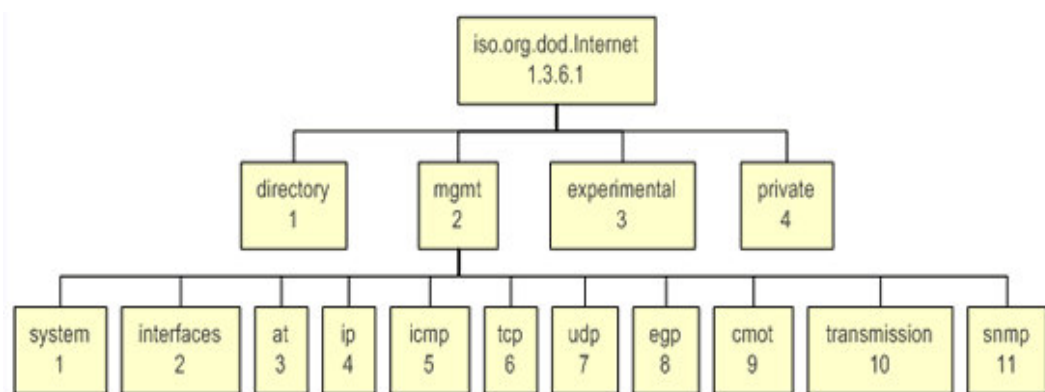 iso.org.dod.Internet
1.3.6.1
directory
1
mgmt
2
experimental
3
private
4
system
1
interfaces
2
at
3
ip
4
icmp
5
tcp
6
udp
7
egp
8
cmot
9
transmission
10
snmp
11